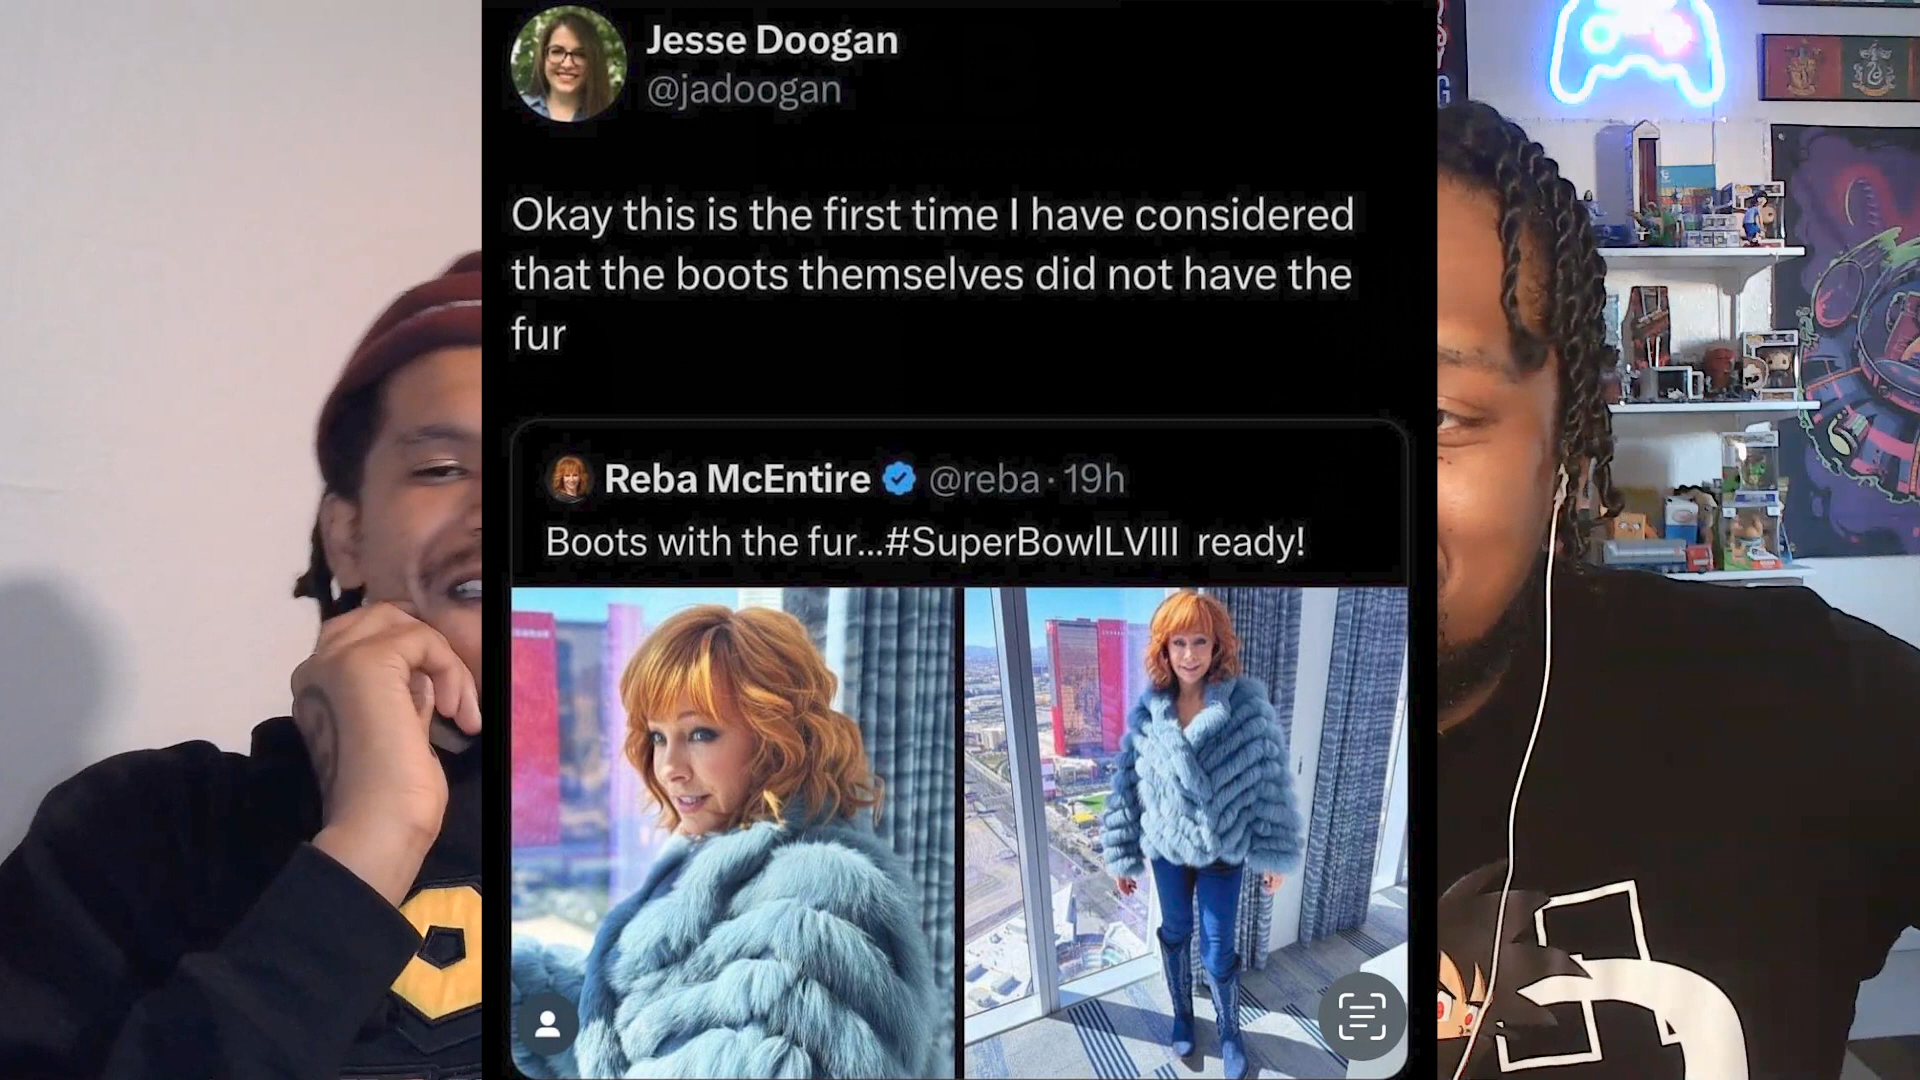 Jesse Doogan
@jadoogan
Okay this is the first time I have considered
that the boots themselves did not have the
fur
Reba McEntire @reba · 19h
Boots with the fur...#SuperBowlLVIII ready!